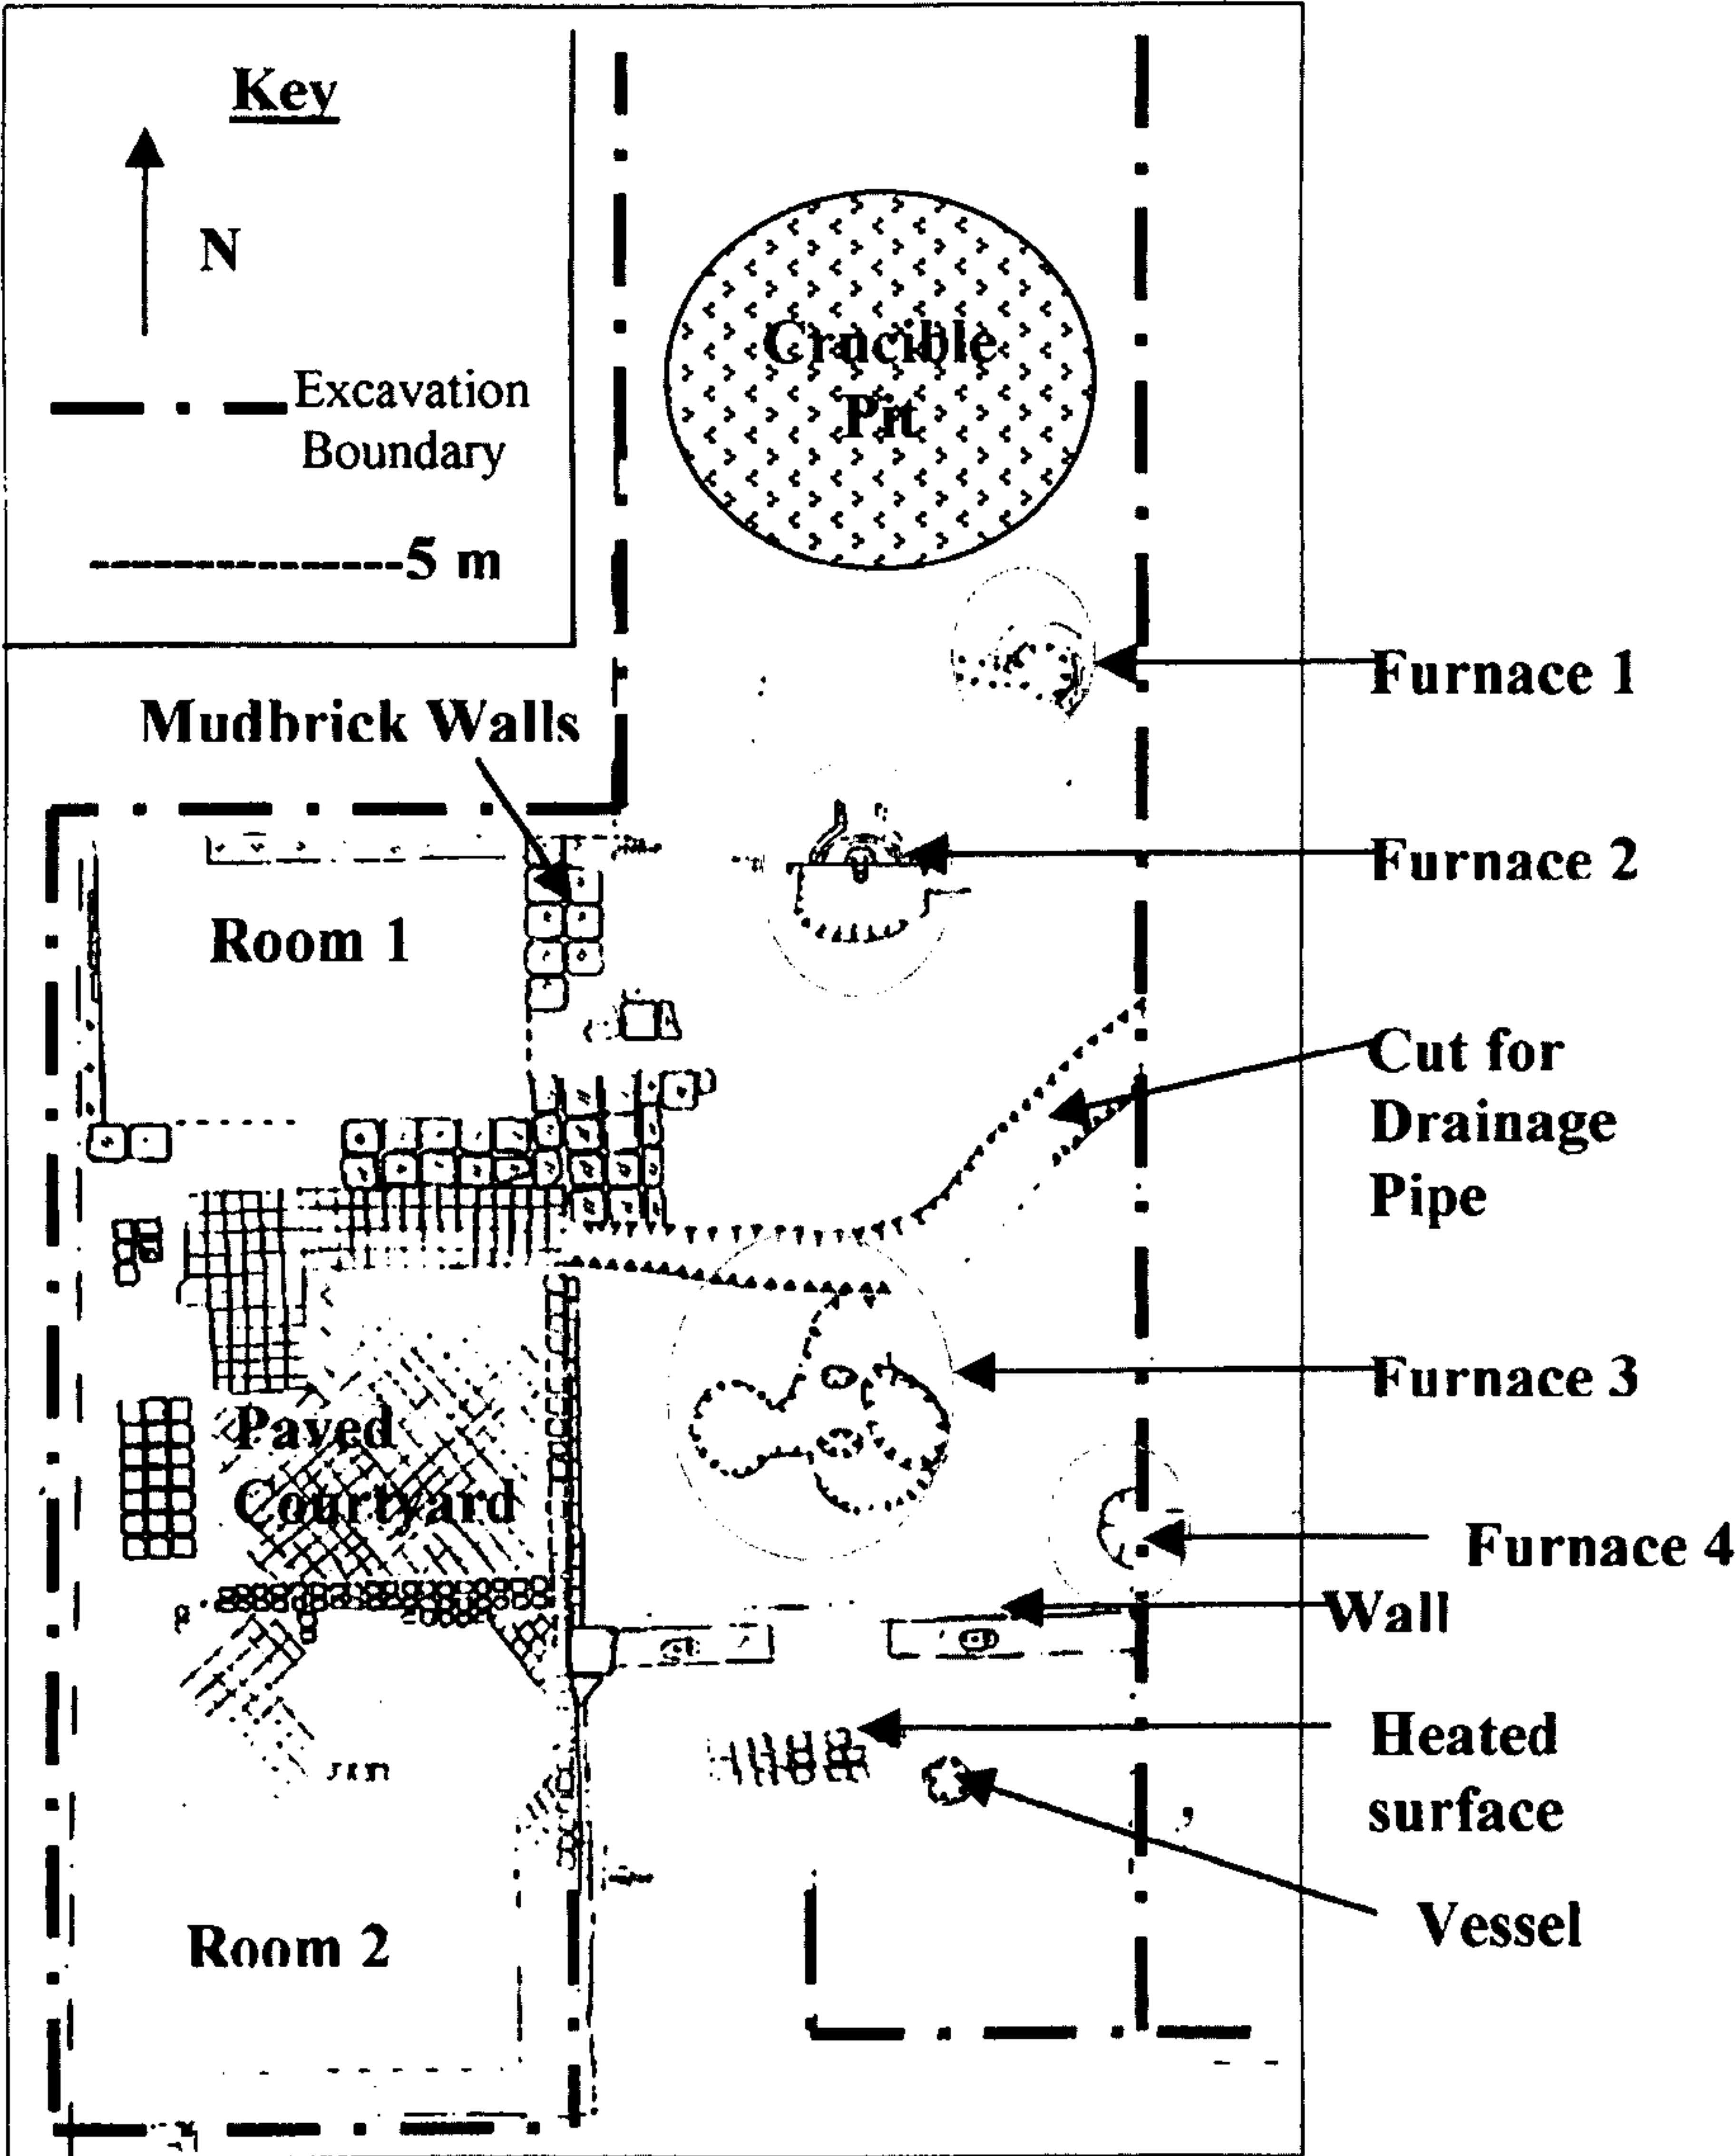 Key
N
Excavation
Boundary
5 m
Crucible
Pit
Furnace 1
Mudbrick Walls
Furnace 2
Room 1
Cut for
Drainage
Pipe
Furnace 3
Paved
Courtyard
Furnace 4
Wall
Heated
surface
Vessel
Room 2